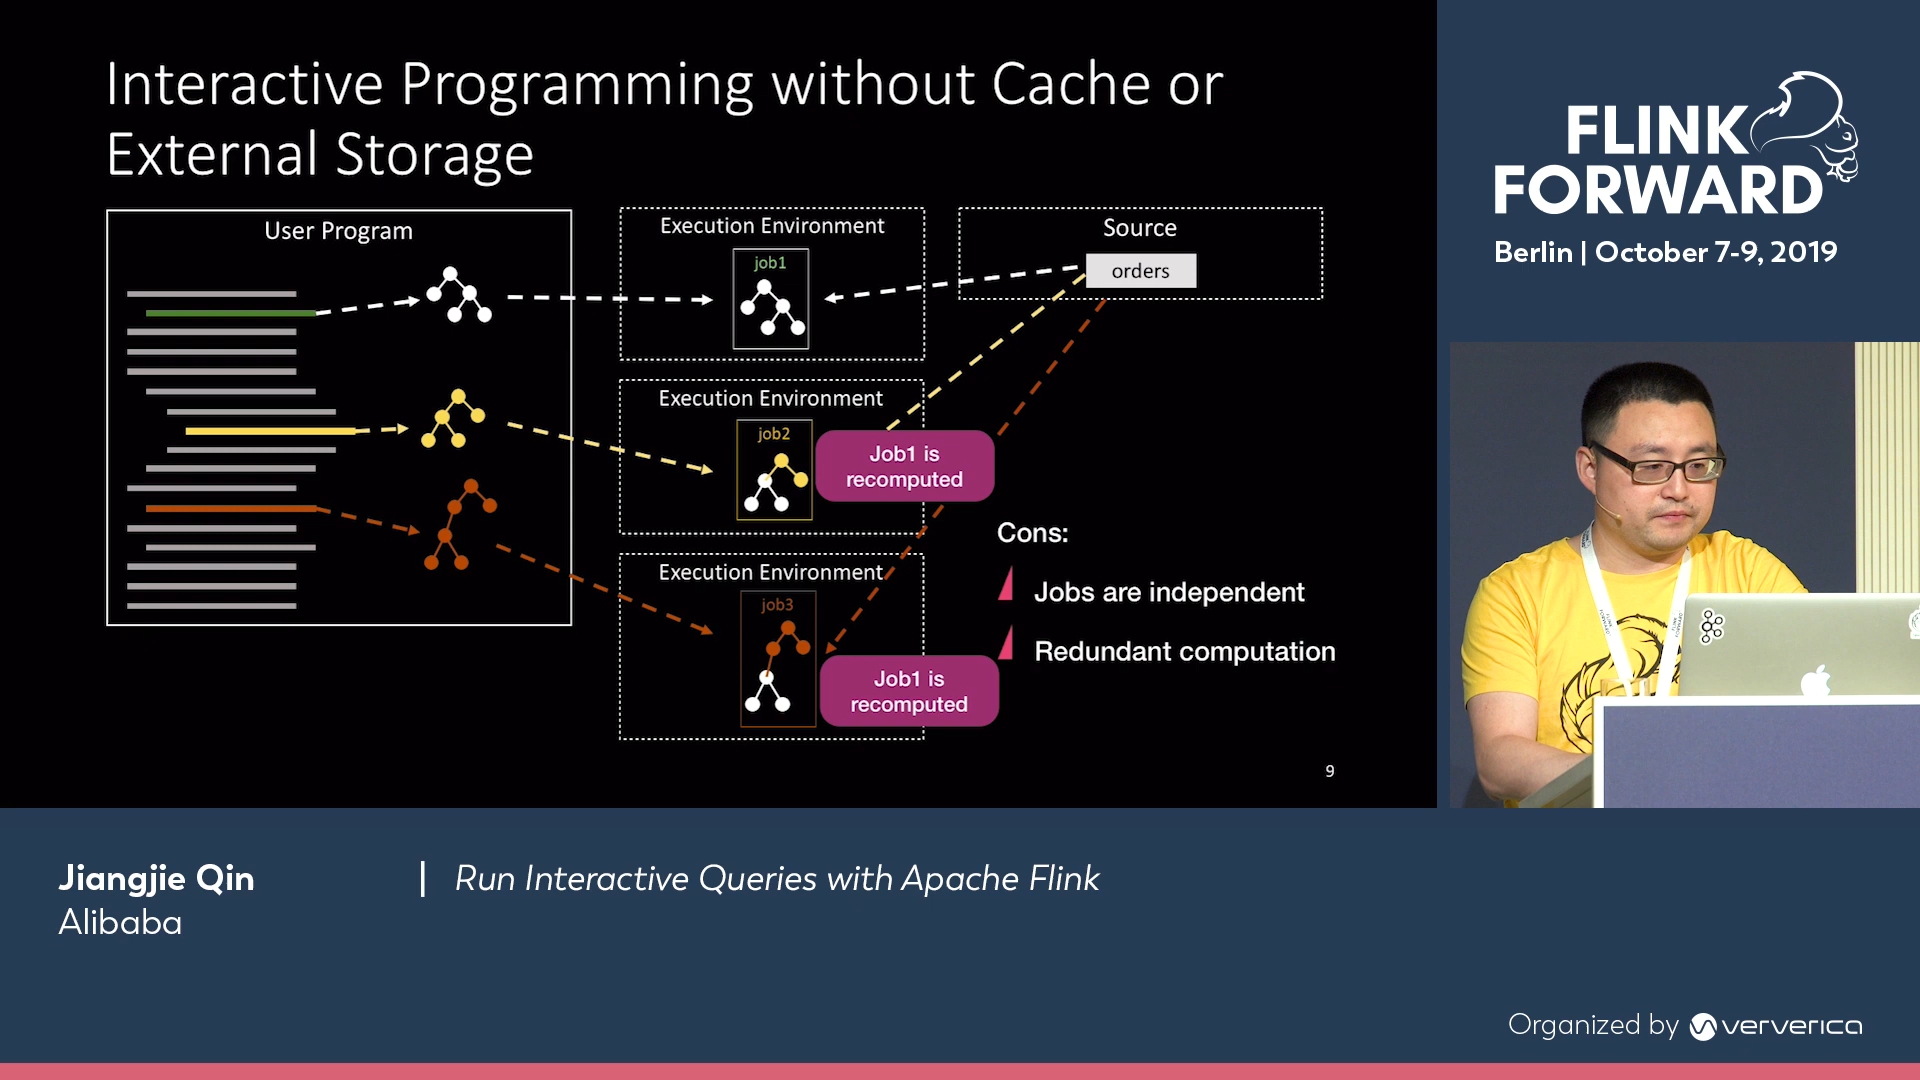 Interactive Programming without Cache or
External Storage
User Program
Execution Environment
job1
Source
orders
Execution Environment
job2
Job1 is
recomputed
Execution Environment
job3
Job1 is
recomputed
Cons:
Jobs are independent
Redundant computation
9
FLINK
FORWARD
Berlin | October 7-9, 2019
Jiangjie Qin
Alibaba
| Run Interactive Queries with Apache Flink
Organized by ververica